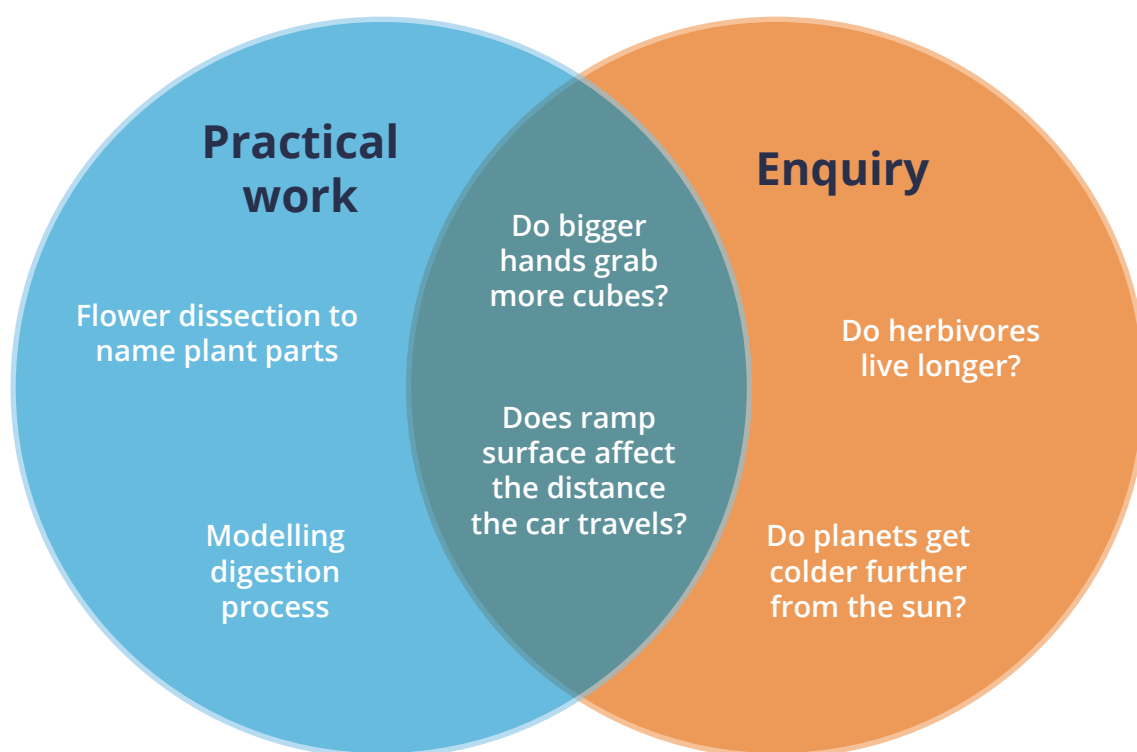 Practical
work
Flower dissection to
name plant parts
Modelling
digestion
process
Do bigger
hands grab
more cubes?
Does ramp
surface affect
the distance
the car travels?
Enquiry
Do herbivores
live longer?
Do planets get
colder further
from the sun?